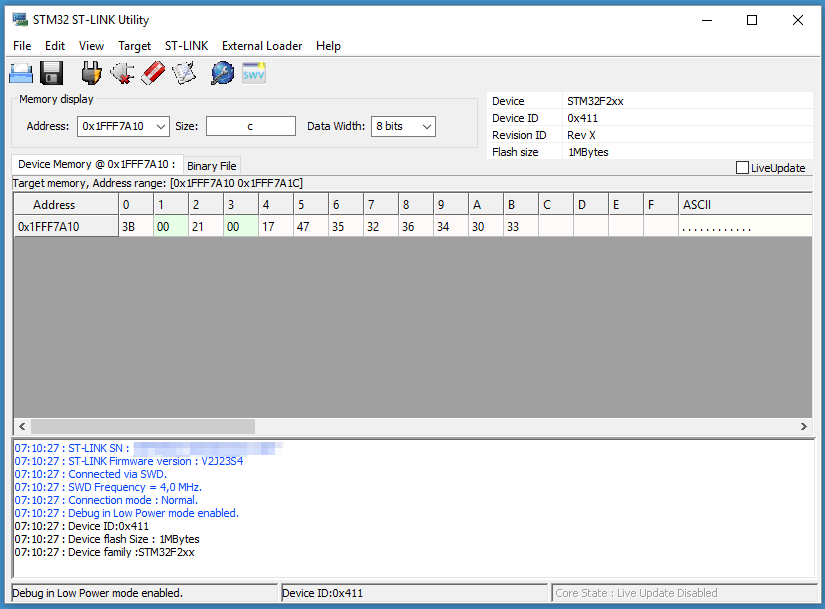 STM32 ST-LINK Utility
File Edit View Target ST-LINK External Loader Help
SWV
Memory display
Address: 0x1FFF7A10 Size: c Data Width: 8 bits
Device STM32F2xx
Device ID 0x411
Revision ID Rev X
Flash size 1MBytes
Device Memory @ 0x1FFF7A10 : Binary File LiveUpdate
Target memory, Address range: [0x1FFF7A10 0x1FFF7A1C]
Address 0 1 2 3 4 5 6 7 8 9 A B C D E F ASCII
0x1FFF7A10 3B 00 21 00 17 47 35 32 36 34 30 33 . . . . . . . . . . . .
07:10:27 : ST-LINK SN :
07:10:27 : ST-LINK Firmware version : V2J23S4
07:10:27 : Connected via SWD.
07:10:27 : SWD Frequency = 4,0 MHz.
07:10:27 : Connection mode : Normal.
07:10:27 : Debug in Low Power mode enabled.
07:10:27 : Device ID:0x411
07:10:27 : Device flash Size : 1MBytes
07:10:27 : Device family :STM32F2xx
Debug in Low Power mode enabled. Device ID:0x411 Core State : Live Update Disabled